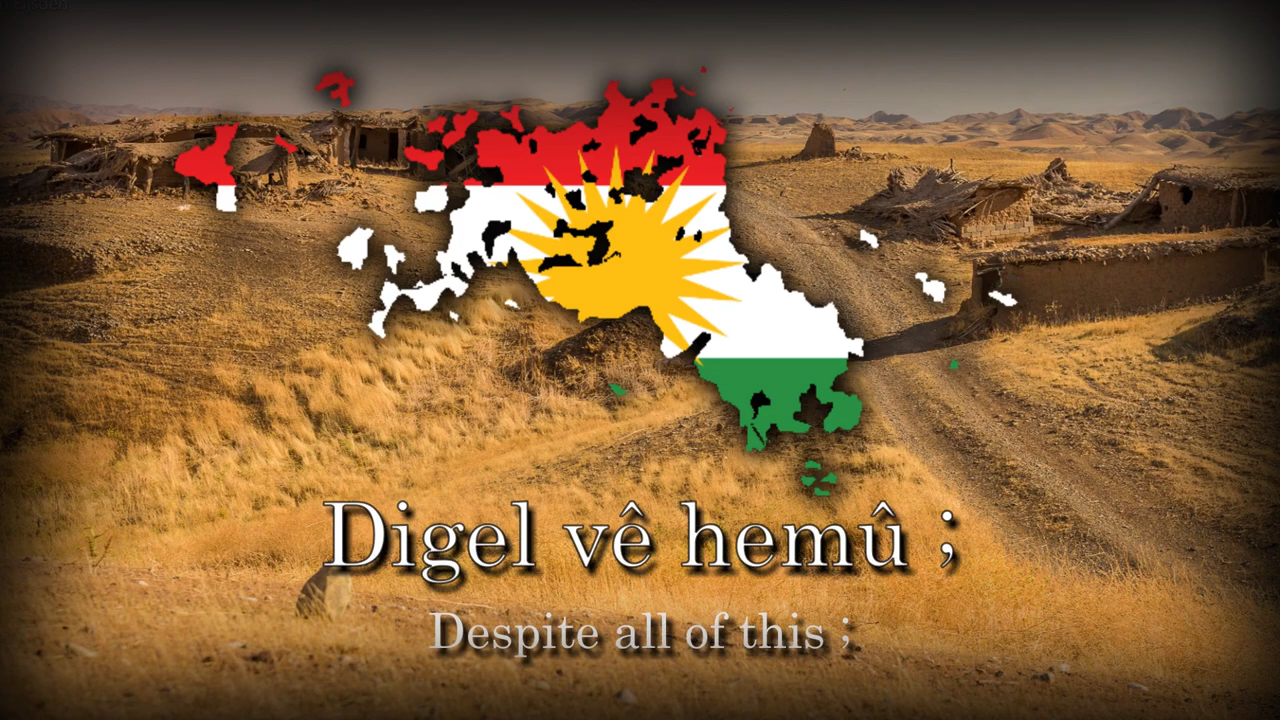 Digel vê hemû ;
Despite all of this ;